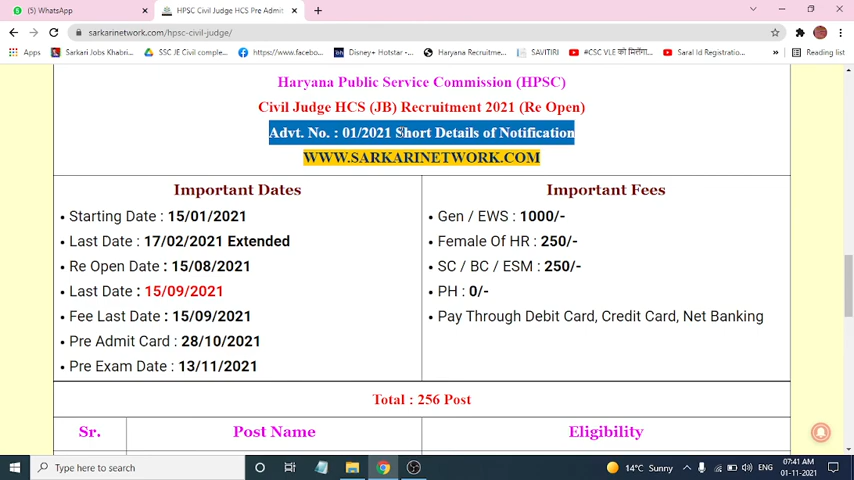 (5) WhatsApp
HPSC Civil Judge HCS Pre Admit
sarkarinetwork.com/hpsc-civil-judge/
Apps
Sarkari Jobs Khabri...
SSC JE Civil comple...
https://www.facebo...
Disney+ Hotstar -...
Haryana Recruitme...
SAVITIRI
#CSC VLE को मिलेगा...
Saral Id Registratio...
»
Reading list
Haryana Public Service Commission (HPSC)
Civil Judge HCS (JB) Recruitment 2021 (Re Open)
Advt. No. : 01/2021 Short Details of Notification
WWW.SARKARINETWORK.COM
Important Dates
• Starting Date : 15/01/2021
• Last Date : 17/02/2021 Extended
• Re Open Date : 15/08/2021
• Last Date : 15/09/2021
• Fee Last Date : 15/09/2021
• Pre Admit Card : 28/10/2021
• Pre Exam Date : 13/11/2021
Important Fees
• Gen / EWS : 1000/-
• Female Of HR : 250/-
• SC / BC / ESM : 250/-
• PH : 0/-
• Pay Through Debit Card, Credit Card, Net Banking
Total : 256 Post
Sr. Post Name Eligibility
Type here to search
14°C Sunny
ENG
07:41 AM
01-11-2021